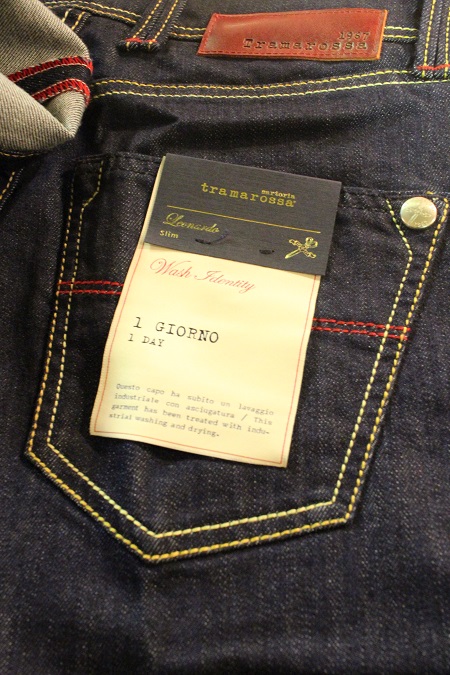 1967
Tramarossa
sartoria
tramarossa
Leonardo
Slim
Wash Identity
1 GIORNO
1 DAY
Questo capo ha subito un lavaggio
industriale con asciugatura / This
garment has been treated with indu-
strial washing and drying.